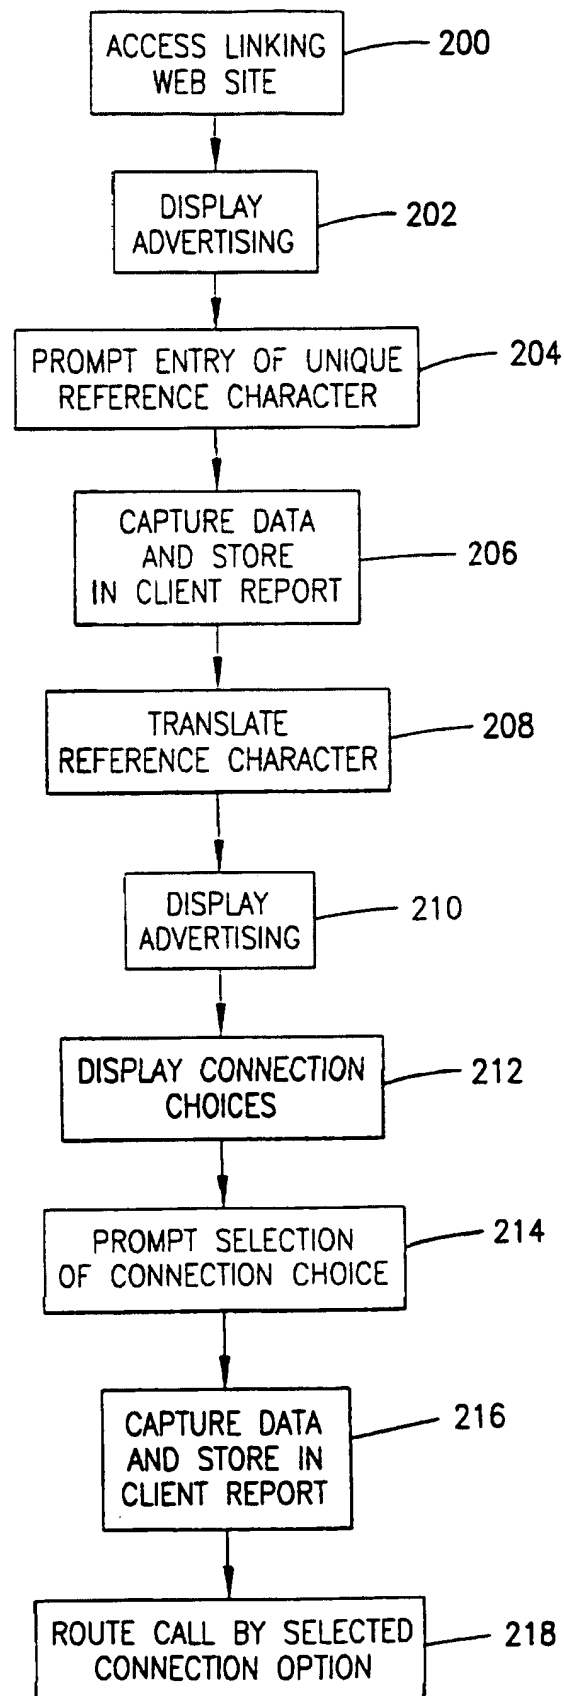 ACCESS LINKING
WEB SITE
200
DISPLAY
ADVERTISING
202
PROMPT ENTRY OF UNIQUE
REFERENCE CHARACTER
204
CAPTURE DATA
AND STORE
IN CLIENT REPORT
206
TRANSLATE
REFERENCE CHARACTER
208
DISPLAY
ADVERTISING
210
DISPLAY CONNECTION
CHOICES
212
PROMPT SELECTION
OF CONNECTION CHOICE
214
CAPTURE DATA
AND STORE IN
CLIENT REPORT
216
ROUTE CALL BY SELECTED
CONNECTION OPTION
218